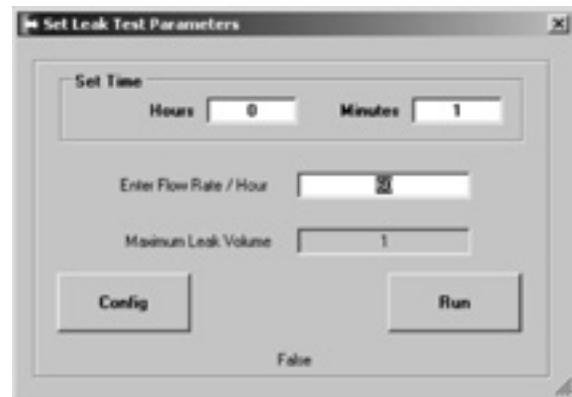 Set Leak Test Parameters
Set Time
Hours 0 Minutes 1
Enter Flow Rate / Hour
Maximum Leak Volume 1
Config Run
False